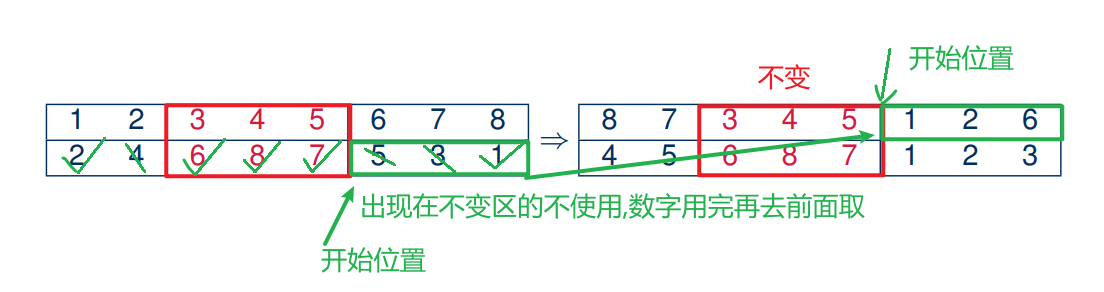 开始位置
不变
1 2 3 4 5 6 7 8 ⇒ 8 7 3 4 5 1 2 6
2 4 6 8 7 5 3 1 4 5 6 8 7 1 2 3
出现在不变区的不使用,数字用完再去前面取
开始位置